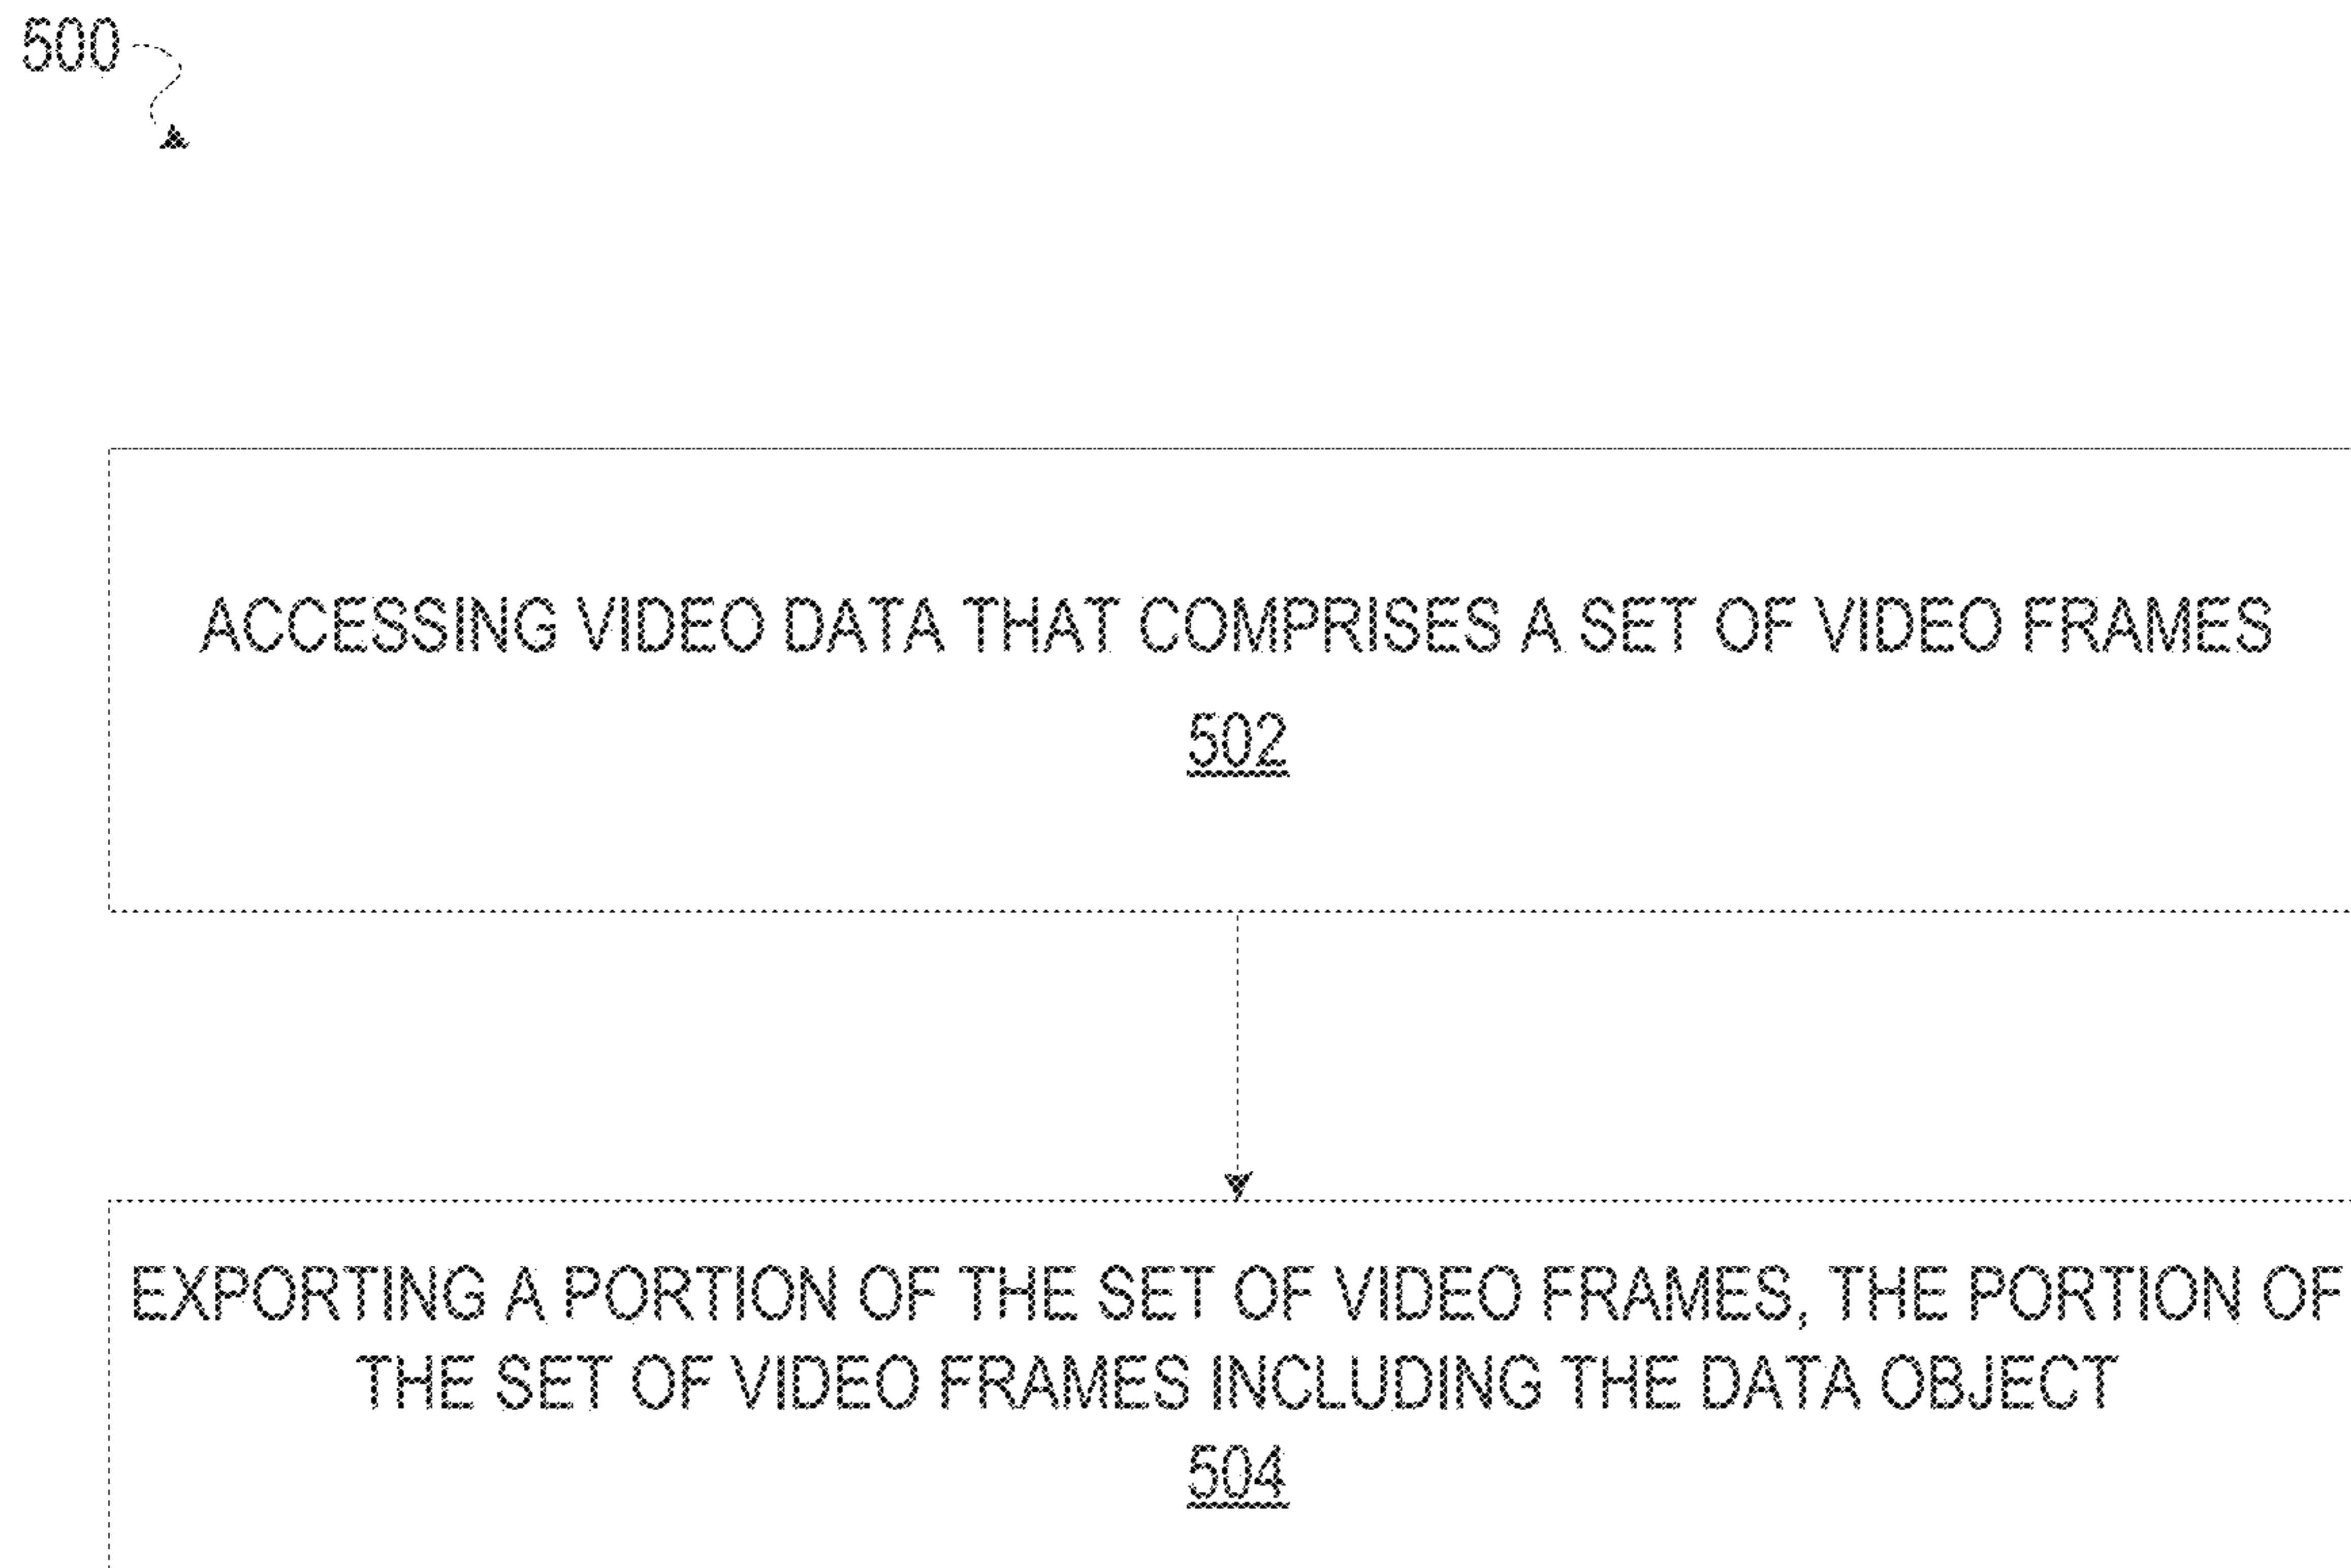 500
ACCESSING VIDEO DATA THAT COMPRISES A SET OF VIDEO FRAMES
502
EXPORTING A PORTION OF THE SET OF VIDEO FRAMES, THE PORTION OF
THE SET OF VIDEO FRAMES INCLUDING THE DATA OBJECT
504